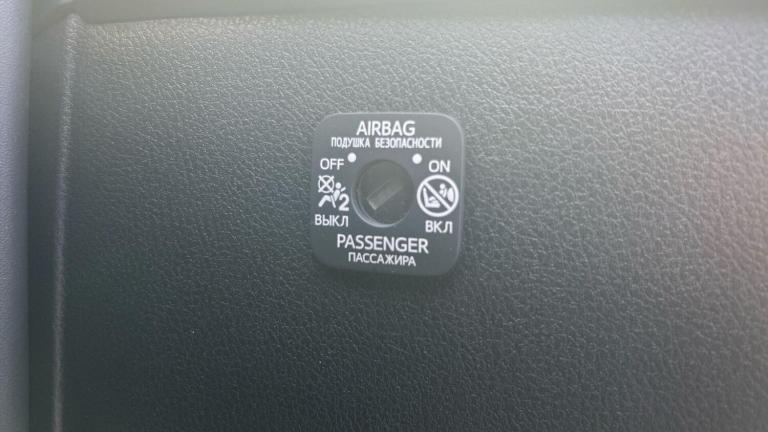 AIRBAG
ПОДУШКА БЕЗОПАСНОСТИ
OFF ON
2
ВЫКЛ ВКЛ
PASSENGER
ПАССАЖИРА